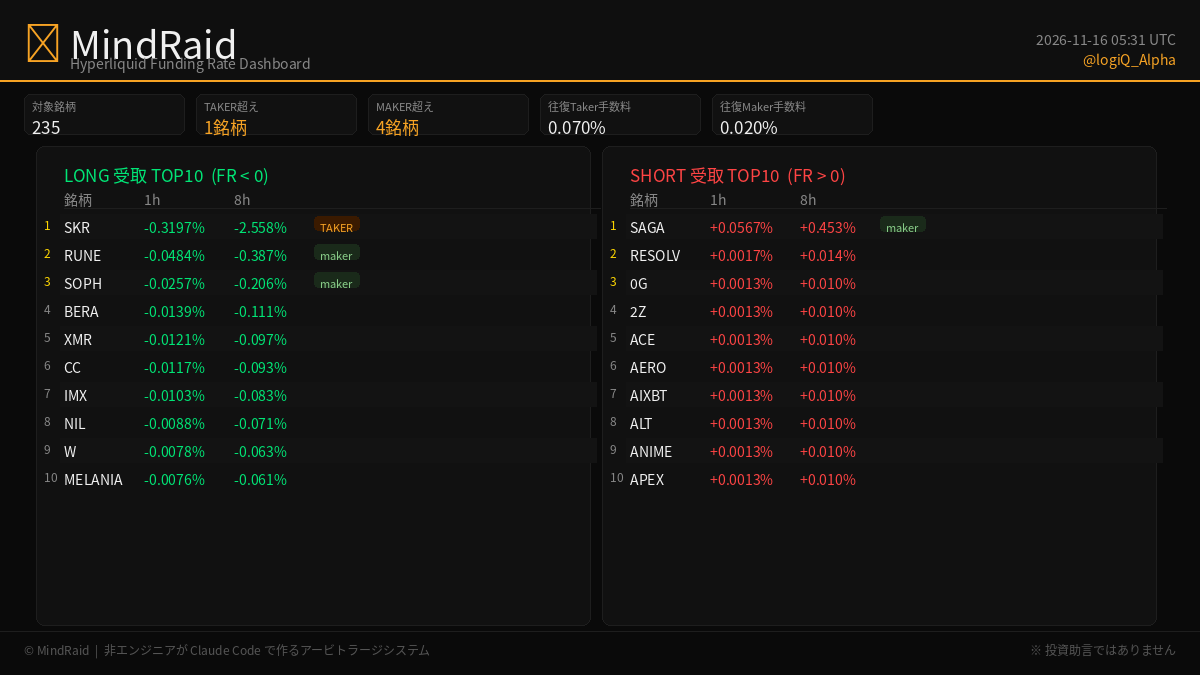 MindRaid
Hyperliquid Funding Rate Dashboard
2026-11-16 05:31 UTC
@logiQ_Alpha
対象銘柄
235
TAKER超え
1銘柄
MAKER超え
4銘柄
往復Taker手数料
0.070%
往復Maker手数料
0.020%
LONG 受取 TOP10 (FR < 0)
銘柄 1h 8h
1 SKR -0.3197% -2.558% TAKER
2 RUNE -0.0484% -0.387% maker
3 SOPH -0.0257% -0.206% maker
4 BERA -0.0139% -0.111%
5 XMR -0.0121% -0.097%
6 CC -0.0117% -0.093%
7 IMX -0.0103% -0.083%
8 NIL -0.0088% -0.071%
9 W -0.0078% -0.063%
10 MELANIA -0.0076% -0.061%
SHORT 受取 TOP10 (FR > 0)
銘柄 1h 8h
1 SAGA +0.0567% +0.453% maker
2 RESOLV +0.0017% +0.014%
3 0G +0.0013% +0.010%
4 2Z +0.0013% +0.010%
5 ACE +0.0013% +0.010%
6 AERO +0.0013% +0.010%
7 AIXBT +0.0013% +0.010%
8 ALT +0.0013% +0.010%
9 ANIME +0.0013% +0.010%
10 APEX +0.0013% +0.010%
© MindRaid | 非エンジニアが Claude Code で作るアービトラージシステム
※ 投資助言ではありません